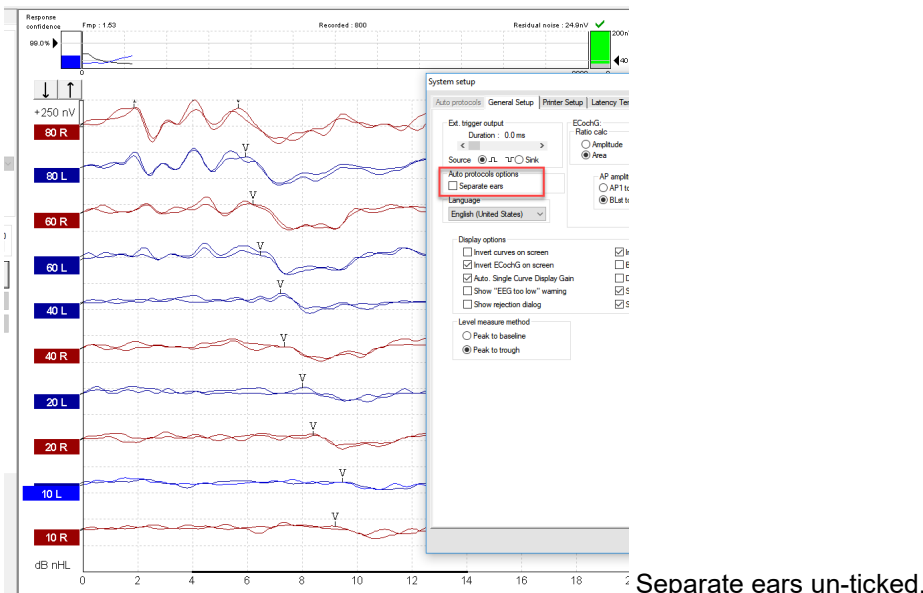 Response
confidence
Fmp : 1.53
Recorded : 800
Residual noise : 24.9nV
99.0%
200n
40
0
+250 nV
80 R
80 L
V
60 R
V
60 L
V
40 L
V
40 R
V
20 L
V
20 R
V
10 L
V
10 R
V
dB nHL
0 2 4 6 8 10 12 14 16 18 2
System setup
Auto protocols General Setup Printer Setup Latency Ter
Ext. trigger output
Duration : 0.0 ms
Source Sink
Auto protocols options
Separate ears
Language
English (United States)
ECochG:
Ratio calc
Amplitude
Area
AP amplit
AP1 to
BLst to
Display options
Invert curves on screen
Invert ECochG on screen
Auto. Single Curve Display Gain
Show "EEG too low" warning
Show rejection dialog
Level measure method
Peak to baseline
Peak to trough
Separate ears un-ticked.